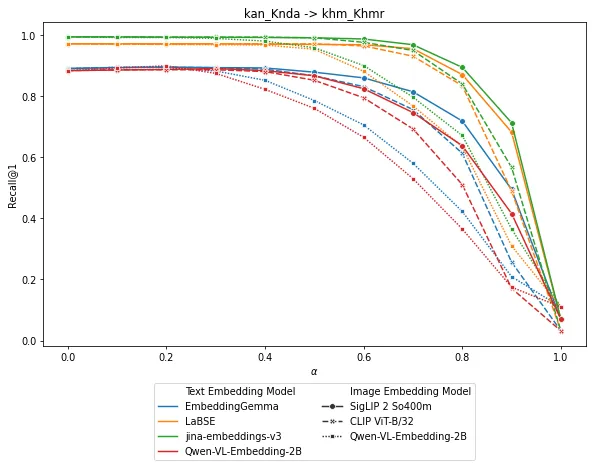 kan_Knda -> khm_Khmr
1.0
0.8
0.6
0.4
0.2
0.0
Recall@1
0.0 0.2 0.4 0.6 0.8 1.0
α
Text Embedding Model
EmbeddingGemma
LaBSE
jina-embeddings-v3
Qwen-VL-Embedding-2B
Image Embedding Model
SigLIP 2 So400m
CLIP ViT-B/32
Qwen-VL-Embedding-2B